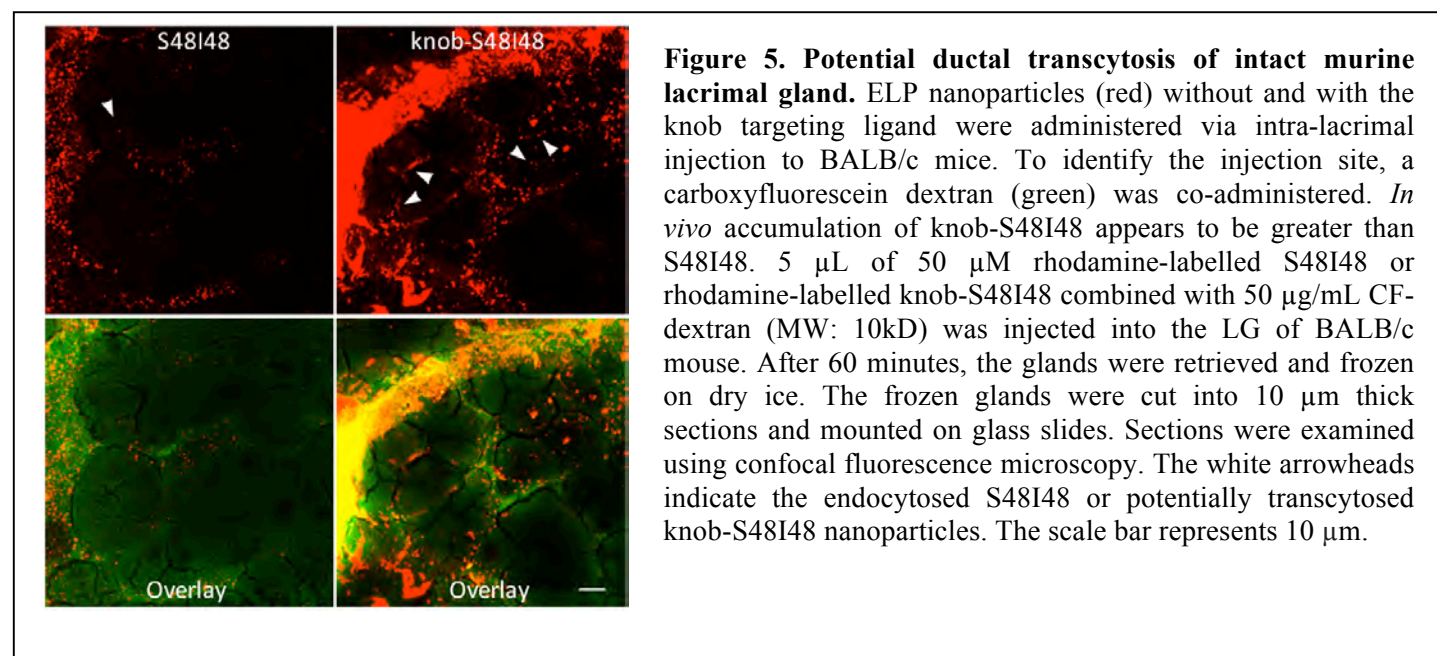 S48I48
knob-S48I48
Overlay
Overlay
Figure 5. Potential ductal transcytosis of intact murine
lacrimal gland. ELP nanoparticles (red) without and with the
knob targeting ligand were administered via intra-lacrimal
injection to BALB/c mice. To identify the injection site, a
carboxyfluorescein dextran (green) was co-administered. In
vivo accumulation of knob-S48I48 appears to be greater than
S48I48. 5 µL of 50 µM rhodamine-labelled S48I48 or
rhodamine-labelled knob-S48I48 combined with 50 µg/mL CF-
dextran (MW: 10kD) was injected into the LG of BALB/c
mouse. After 60 minutes, the glands were retrieved and frozen
on dry ice. The frozen glands were cut into 10 µm thick
sections and mounted on glass slides. Sections were examined
using confocal fluorescence microscopy. The white arrowheads
indicate the endocytosed S48I48 or potentially transcytosed
knob-S48I48 nanoparticles. The scale bar represents 10 µm.